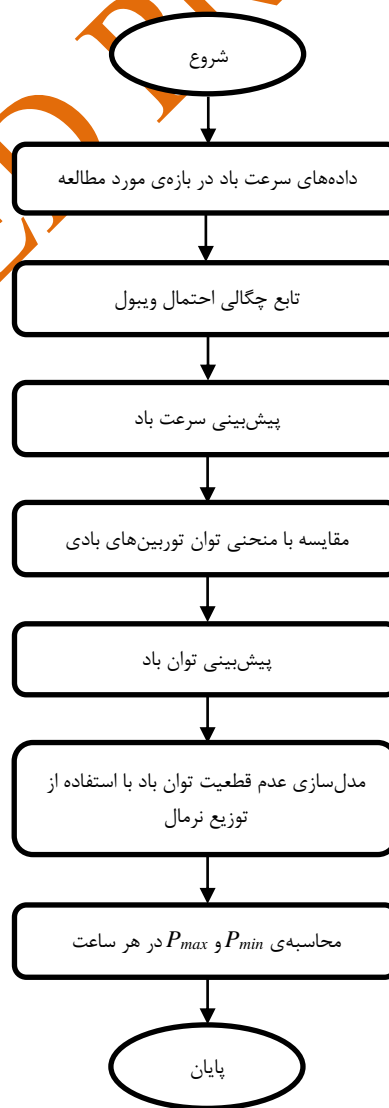 شروع
داده‌های سرعت باد در بازه‌ی مورد مطالعه
تابع چگالی احتمال ویبول
پیش‌بینی سرعت باد
مقایسه با منحنی توان توربین‌های بادی
پیش‌بینی توان باد
مدل‌سازی عدم قطعیت توان باد با استفاده از
توزیع نرمال
محاسبه‌ی Pmin و Pmax در هر ساعت
پایان